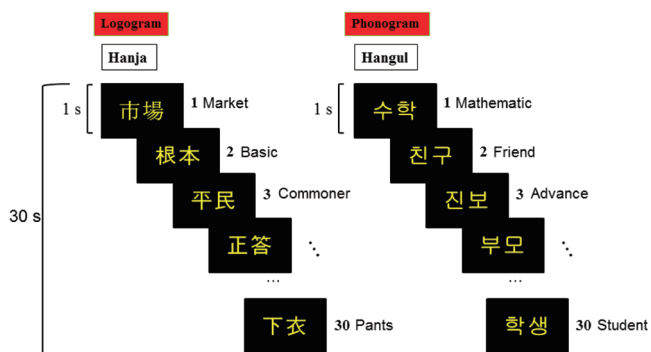 Logogram
Hanja
1 s
市場
1 Market
根本
2 Basic
平民
3 Commoner
正答
⋱
...
下衣
30 Pants
30 s
Phonogram
Hangul
1 s
수학
1 Mathematic
친구
2 Friend
진보
3 Advance
부모
⋱
...
학생
30 Student